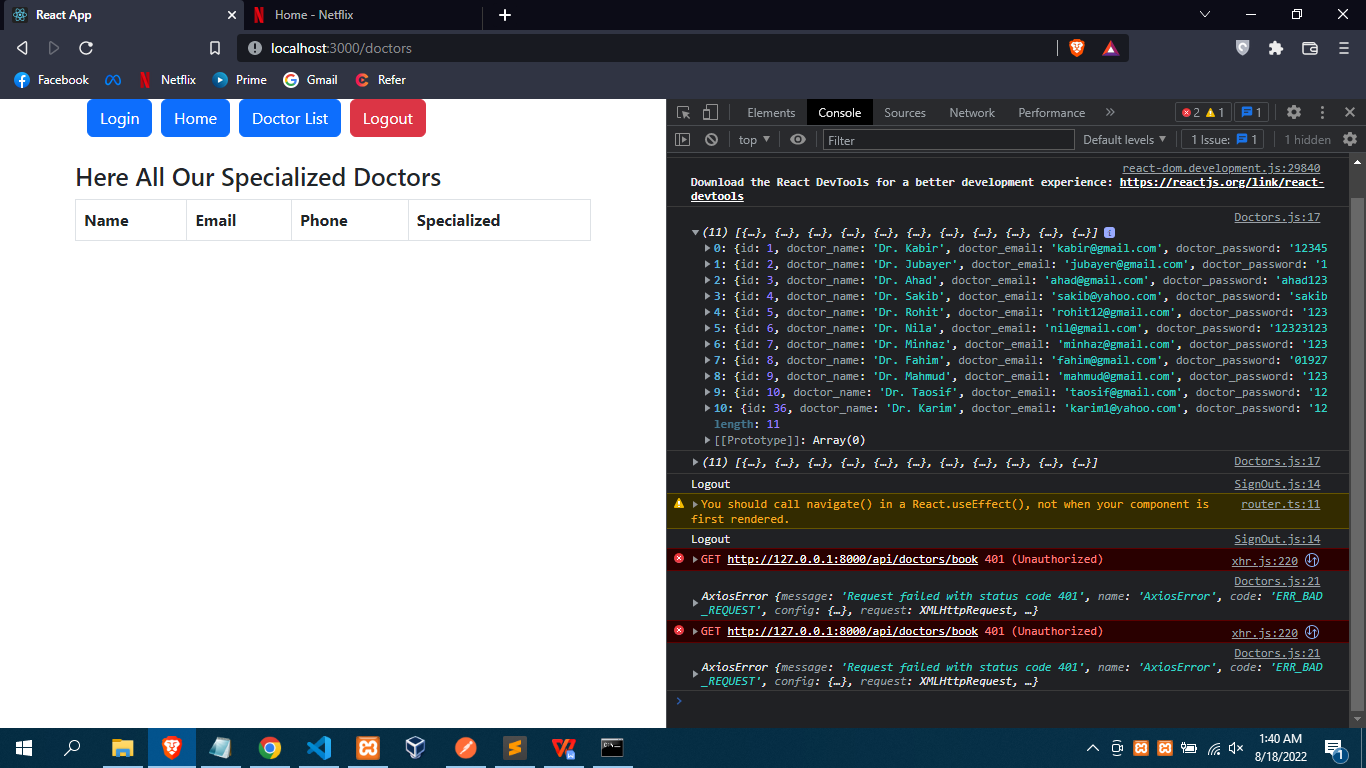 React App
Home - Netflix
localhost:3000/doctors
Facebook
Netflix
Prime
Gmail
Refer
Login
Home
Doctor List
Logout
Here All Our Specialized Doctors
Name Email Phone Specialized
Elements Console Sources Network Performance
2 1 1
top Filter Default levels 1 Issue: 1 1 hidden
react-dom.development.js:29840
Download the React DevTools for a better development experience: https://reactjs.org/link/react-
devtools
Doctors.js:17
(11) [{…}, {…}, {…}, {…}, {…}, {…}, {…}, {…}, {…}, {…}, {…}] i
0: {id: 1, doctor_name: 'Dr. Kabir', doctor_email: 'kabir@gmail.com', doctor_password: '12345
1: {id: 2, doctor_name: 'Dr. Jubayer', doctor_email: 'jubayer@gmail.com', doctor_password: '1
2: {id: 3, doctor_name: 'Dr. Ahad', doctor_email: 'ahad@gmail.com', doctor_password: 'ahad123
3: {id: 4, doctor_name: 'Dr. Sakib', doctor_email: 'sakib@yahoo.com', doctor_password: 'sakib
4: {id: 5, doctor_name: 'Dr. Rohit', doctor_email: 'rohit12@gmail.com', doctor_password: '123
5: {id: 6, doctor_name: 'Dr. Nila', doctor_email: 'nil@gmail.com', doctor_password: '12323123
6: {id: 7, doctor_name: 'Dr. Minhaz', doctor_email: 'minhaz@gmail.com', doctor_password: '123
7: {id: 8, doctor_name: 'Dr. Fahim', doctor_email: 'fahim@gmail.com', doctor_password: '01927
8: {id: 9, doctor_name: 'Dr. Mahmud', doctor_email: 'mahmud@gmail.com', doctor_password: '123
9: {id: 10, doctor_name: 'Dr. Taosif', doctor_email: 'taosif@gmail.com', doctor_password: '12
10: {id: 36, doctor_name: 'Dr. Karim', doctor_email: 'karim1@yahoo.com', doctor_password: '12
length: 11
[[Prototype]]: Array(0)
(11) [{…}, {…}, {…}, {…}, {…}, {…}, {…}, {…}, {…}, {…}, {…}] Doctors.js:17
Logout SignOut.js:14
You should call navigate() in a React.useEffect(), not when your component is router.ts:11
first rendered.
Logout SignOut.js:14
GET http://127.0.0.1:8000/api/doctors/book 401 (Unauthorized) xhr.js:220
Doctors.js:21
AxiosError {message: 'Request failed with status code 401', name: 'AxiosError', code: 'ERR_BAD
_REQUEST', config: {…}, request: XMLHttpRequest, …}
GET http://127.0.0.1:8000/api/doctors/book 401 (Unauthorized) xhr.js:220
Doctors.js:21
AxiosError {message: 'Request failed with status code 401', name: 'AxiosError', code: 'ERR_BAD
_REQUEST', config: {…}, request: XMLHttpRequest, …}
1:40 AM
8/18/2022
1